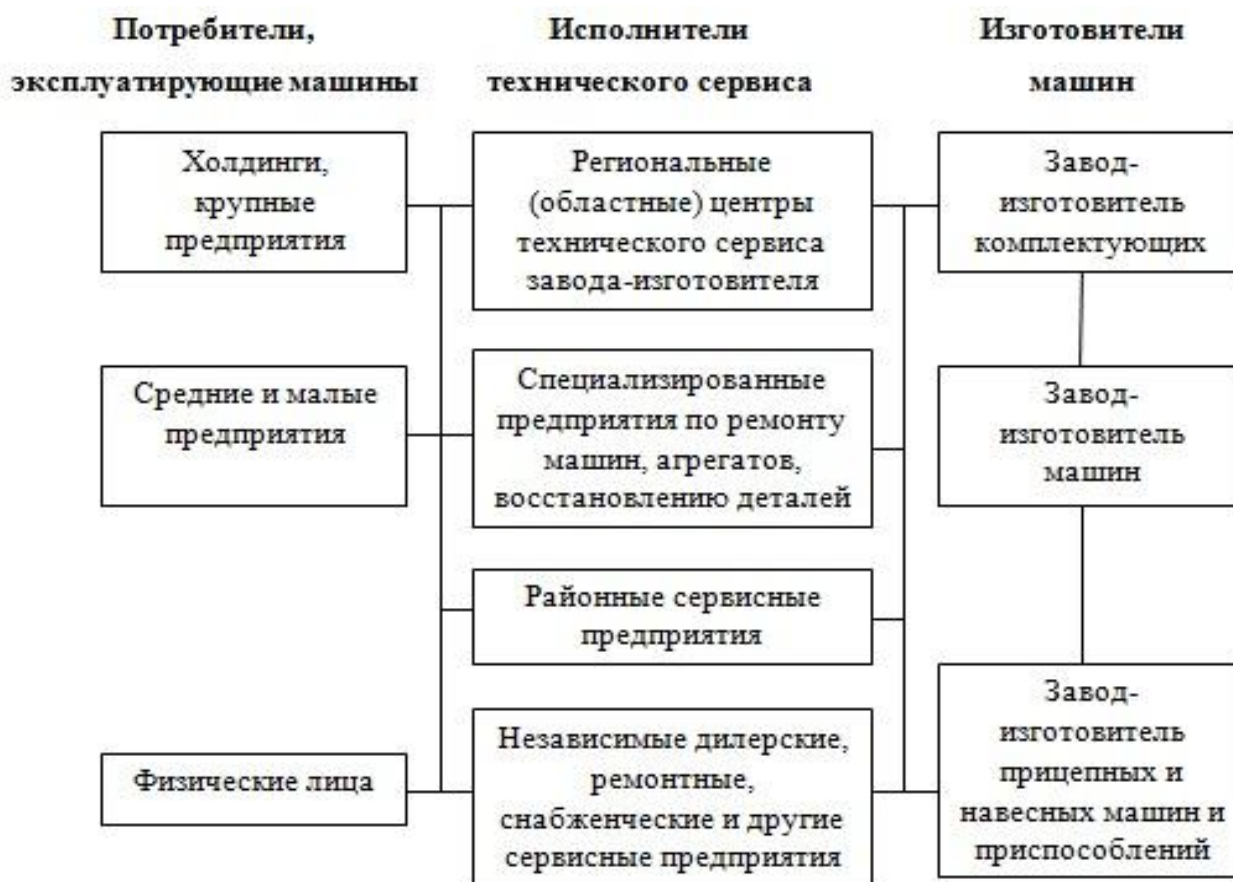 Потребители,
эксплуатирующие машины
Исполнители
технического сервиса
Изготовители
машин
Холдинги,
крупные
предприятия
Региональные
(областные) центры
технического сервиса
завода-изготовителя
Завод-
изготовитель
комплектующих
Средние и малые
предприятия
Специализированные
предприятия по ремонту
машин, агрегатов,
восстановлению деталей
Завод-
изготовитель
машин
Районные сервисные
предприятия
Физические лица
Независимые дилерские,
ремонтные,
снабженческие и другие
сервисные предприятия
Завод-
изготовитель
прицепных и
навесных машин и
приспособлений